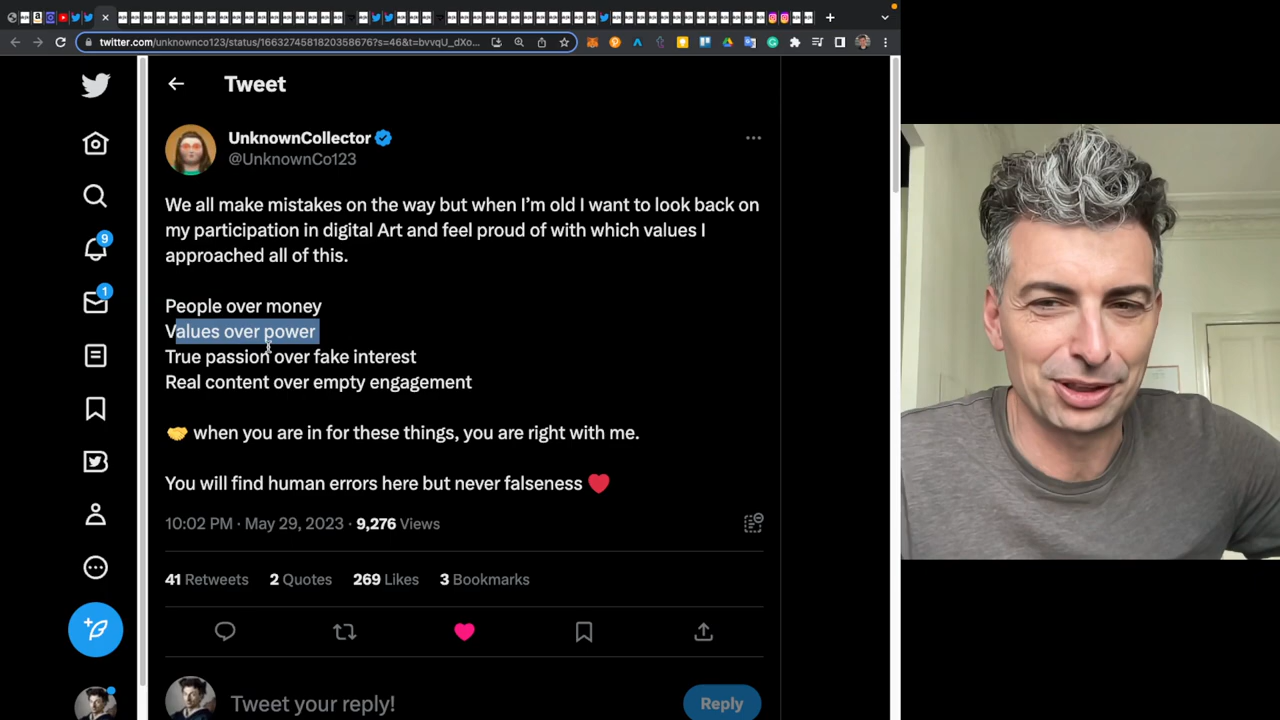 twitter.com/unknownco123/status/1663274581820358676?s=46&t=bvvqU_dXo...
Tweet
UnknownCollector
@UnknownCo123
We all make mistakes on the way but when I’m old I want to look back on
my participation in digital Art and feel proud of with which values I
approached all of this.
People over money
Values over power
True passion over fake interest
Real content over empty engagement
🤝 when you are in for these things, you are right with me.
You will find human errors here but never falseness ❤️
10:02 PM · May 29, 2023 · 9,276 Views
41 Retweets 2 Quotes 269 Likes 3 Bookmarks
Tweet your reply!
Reply
9
1